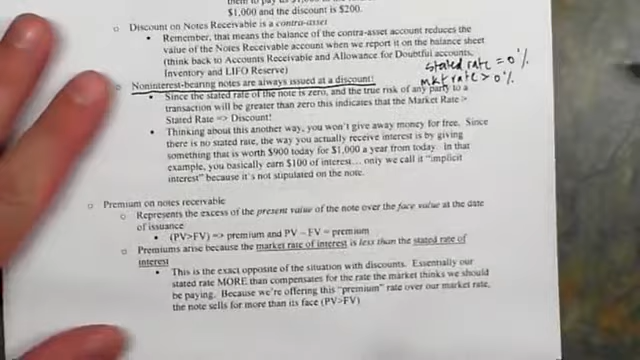 $1,000 and the discount is $200.
Discount on Notes Receivable is a contra-asset
Remember, that means the balance of the contra-asset account reduces the
value of the Notes Receivable account when we report it on the balance sheet
(think back to Accounts Receivable and Allowance for Doubtful accounts,
Inventory and LIFO Reserve)
stated rate = 0%
mkt rate > 0%
Noninterest-bearing notes are always issued at a discount!
Since the stated rate of the note is zero, and the true risk of any party to a
transaction will be greater than zero this indicates that the Market Rate >
Stated Rate => Discount!
Thinking about this another way, you won't give away money for free. Since
there is no stated rate, the way you actually receive interest is by giving
something that is worth $900 today for $1,000 a year from today. In that
example, you basically earn $100 of interest… only we call it "implicit
interest" because it's not stipulated on the note.
Premium on notes receivable
Represents the excess of the present value of the note over the face value at the date
of issuance
(PV>FV) => premium and PV – FV = premium
Premiums arise because the market rate of interest is less than the stated rate of
interest
This is the exact opposite of the situation with discounts. Essentially our
stated rate MORE than compensates for the rate the market thinks we should
be paying. Because we're offering this "premium" rate over our market rate,
the note sells for more than its face (PV>FV)